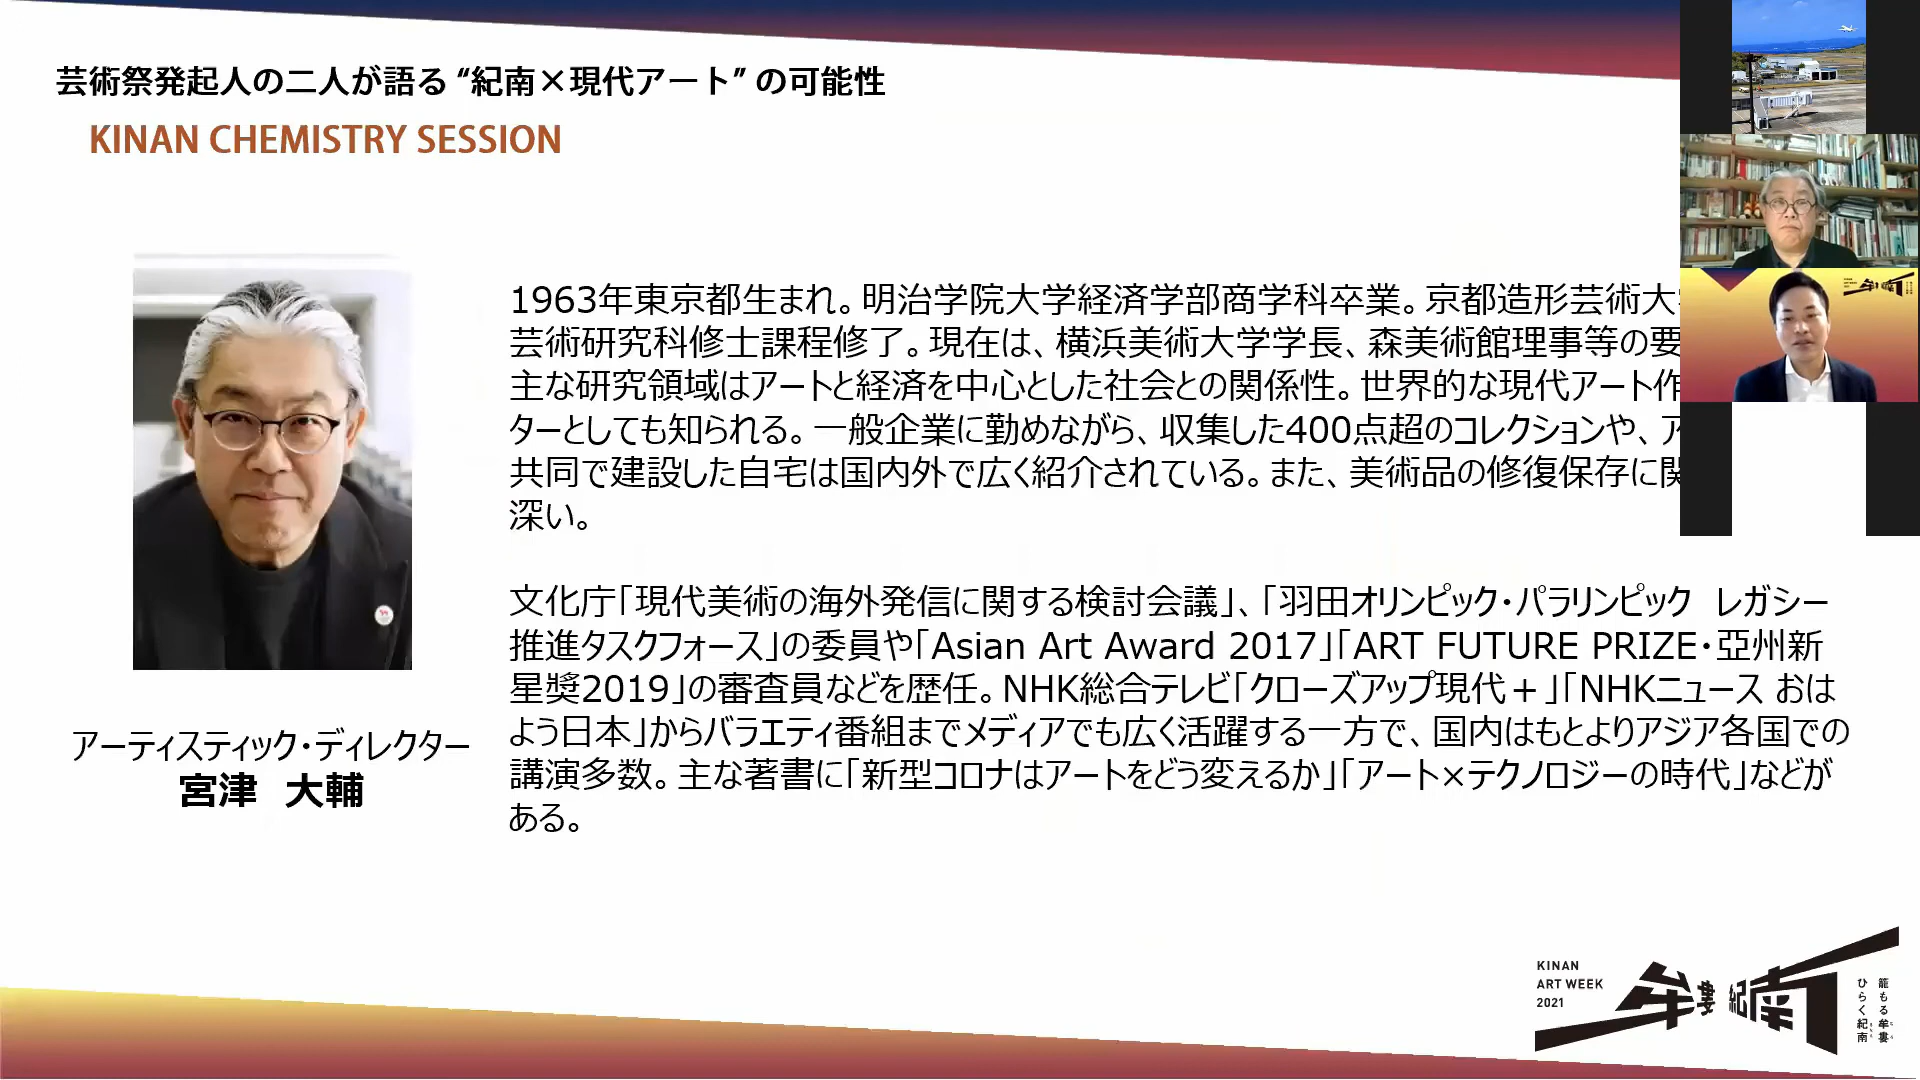 芸術祭発起人の二人が語る “紀南×現代アート” の可能性
KINAN CHEMISTRY SESSION
1963年東京都生まれ。明治学院大学経済学部商学科卒業。京都造形芸術大
芸術研究科修士課程修了。現在は、横浜美術大学学長、森美術館理事等の要
主な研究領域はアートと経済を中心とした社会との関係性。世界的な現代アート作
ターとしても知られる。一般企業に勤めながら、収集した400点超のコレクションや、ア
共同で建設した自宅は国内外で広く紹介されている。また、美術品の修復保存に関
深い。
文化庁「現代美術の海外発信に関する検討会議」、「羽田オリンピック・パラリンピック レガシー
推進タスクフォース」の委員や「Asian Art Award 2017」「ART FUTURE PRIZE・亞州新
星獎2019」の審査員などを歴任。NHK総合テレビ「クローズアップ現代＋」「NHKニュース おは
よう日本」からバラエティ番組までメディアでも広く活躍する一方で、国内はもとよりアジア各国での
講演多数。主な著書に「新型コロナはアートをどう変えるか」「アート×テクノロジーの時代」などが
ある。
アーティスティック・ディレクター
宮津 大輔
KINAN
ART WEEK
2021
牟婁 紀南
籠もる牟婁
ひらく紀南